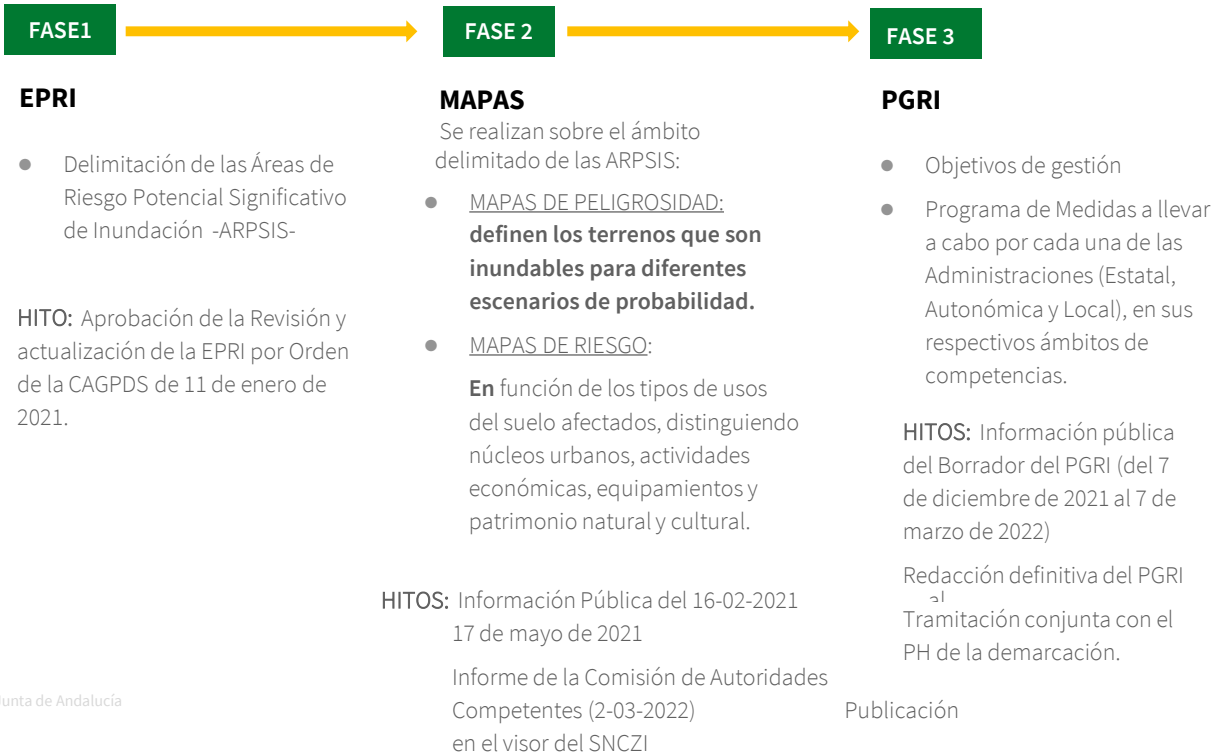 FASE1
EPRI
Delimitación de las Áreas de
Riesgo Potencial Significativo
de Inundación -ARPSIS-
HITO: Aprobación de la Revisión y
actualización de la EPRI por Orden
de la CAGPDS de 11 de enero de
2021.
FASE 2
MAPAS
Se realizan sobre el ámbito
delimitado de las ARPSIS:
MAPAS DE PELIGROSIDAD:
definen los terrenos que son
inundables para diferentes
escenarios de probabilidad.
MAPAS DE RIESGO:
En función de los tipos de usos
del suelo afectados, distinguiendo
núcleos urbanos, actividades
económicas, equipamientos y
patrimonio natural y cultural.
HITOS: Información Pública del 16-02-2021
17 de mayo de 2021
Informe de la Comisión de Autoridades
Competentes (2-03-2022)
en el visor del SNCZI
FASE 3
PGRI
Objetivos de gestión
Programa de Medidas a llevar
a cabo por cada una de las
Administraciones (Estatal,
Autonómica y Local), en sus
respectivos ámbitos de
competencias.
HITOS: Información pública
del Borrador del PGRI (del 7
de diciembre de 2021 al 7 de
marzo de 2022)
Redacción definitiva del PGRI
al
Tramitación conjunta con el
PH de la demarcación.
Publicación
Junta de Andalucía